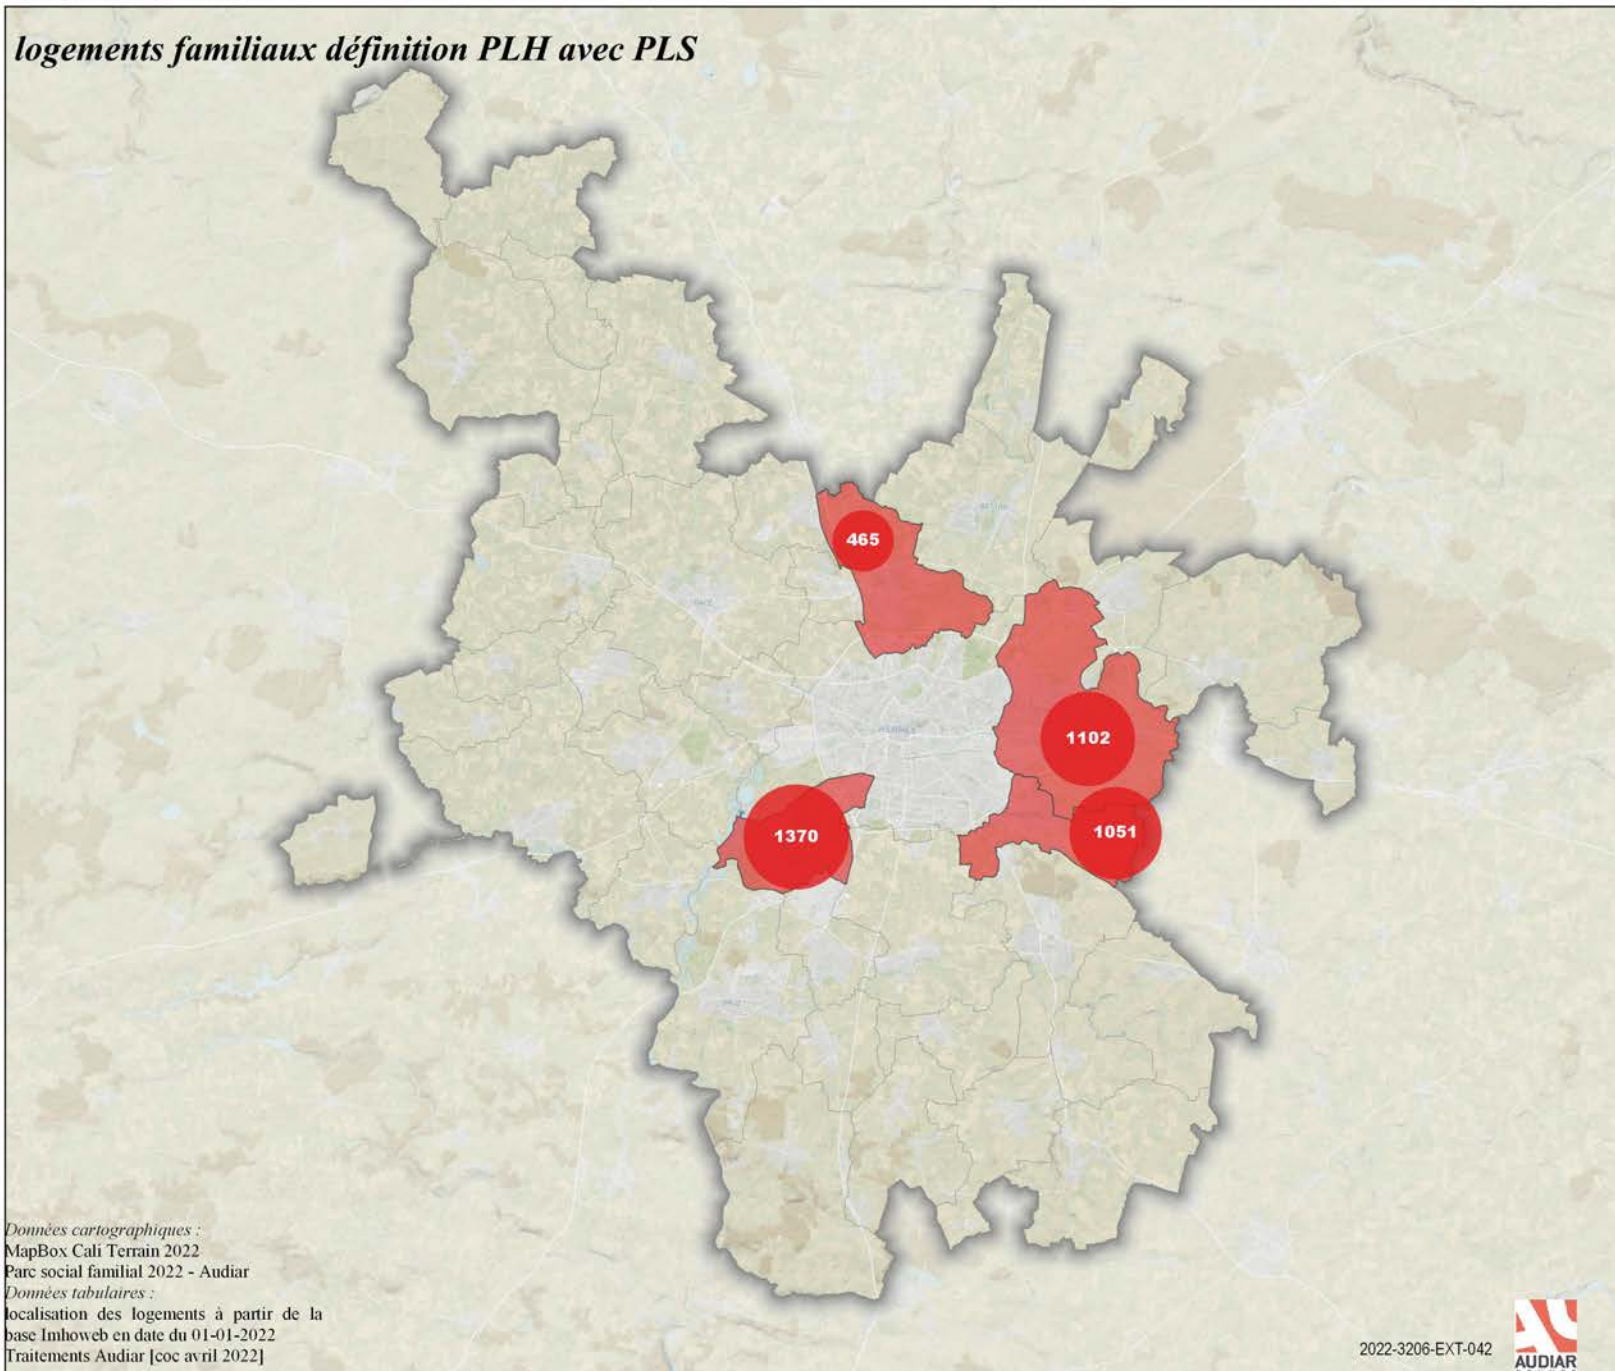 logements familiaux définition PLH avec PLS
465
1102
1370
1051
Données cartographiques :
MapBox Cali Terrain 2022
Parc social familial 2022 - Audiar
Données tabulaires :
localisation des logements à partir de la
base Imhoweb en date du 01-01-2022
Traitements Audiar [coc avril 2022]
2022-3206-EXT-042
AUDIAR